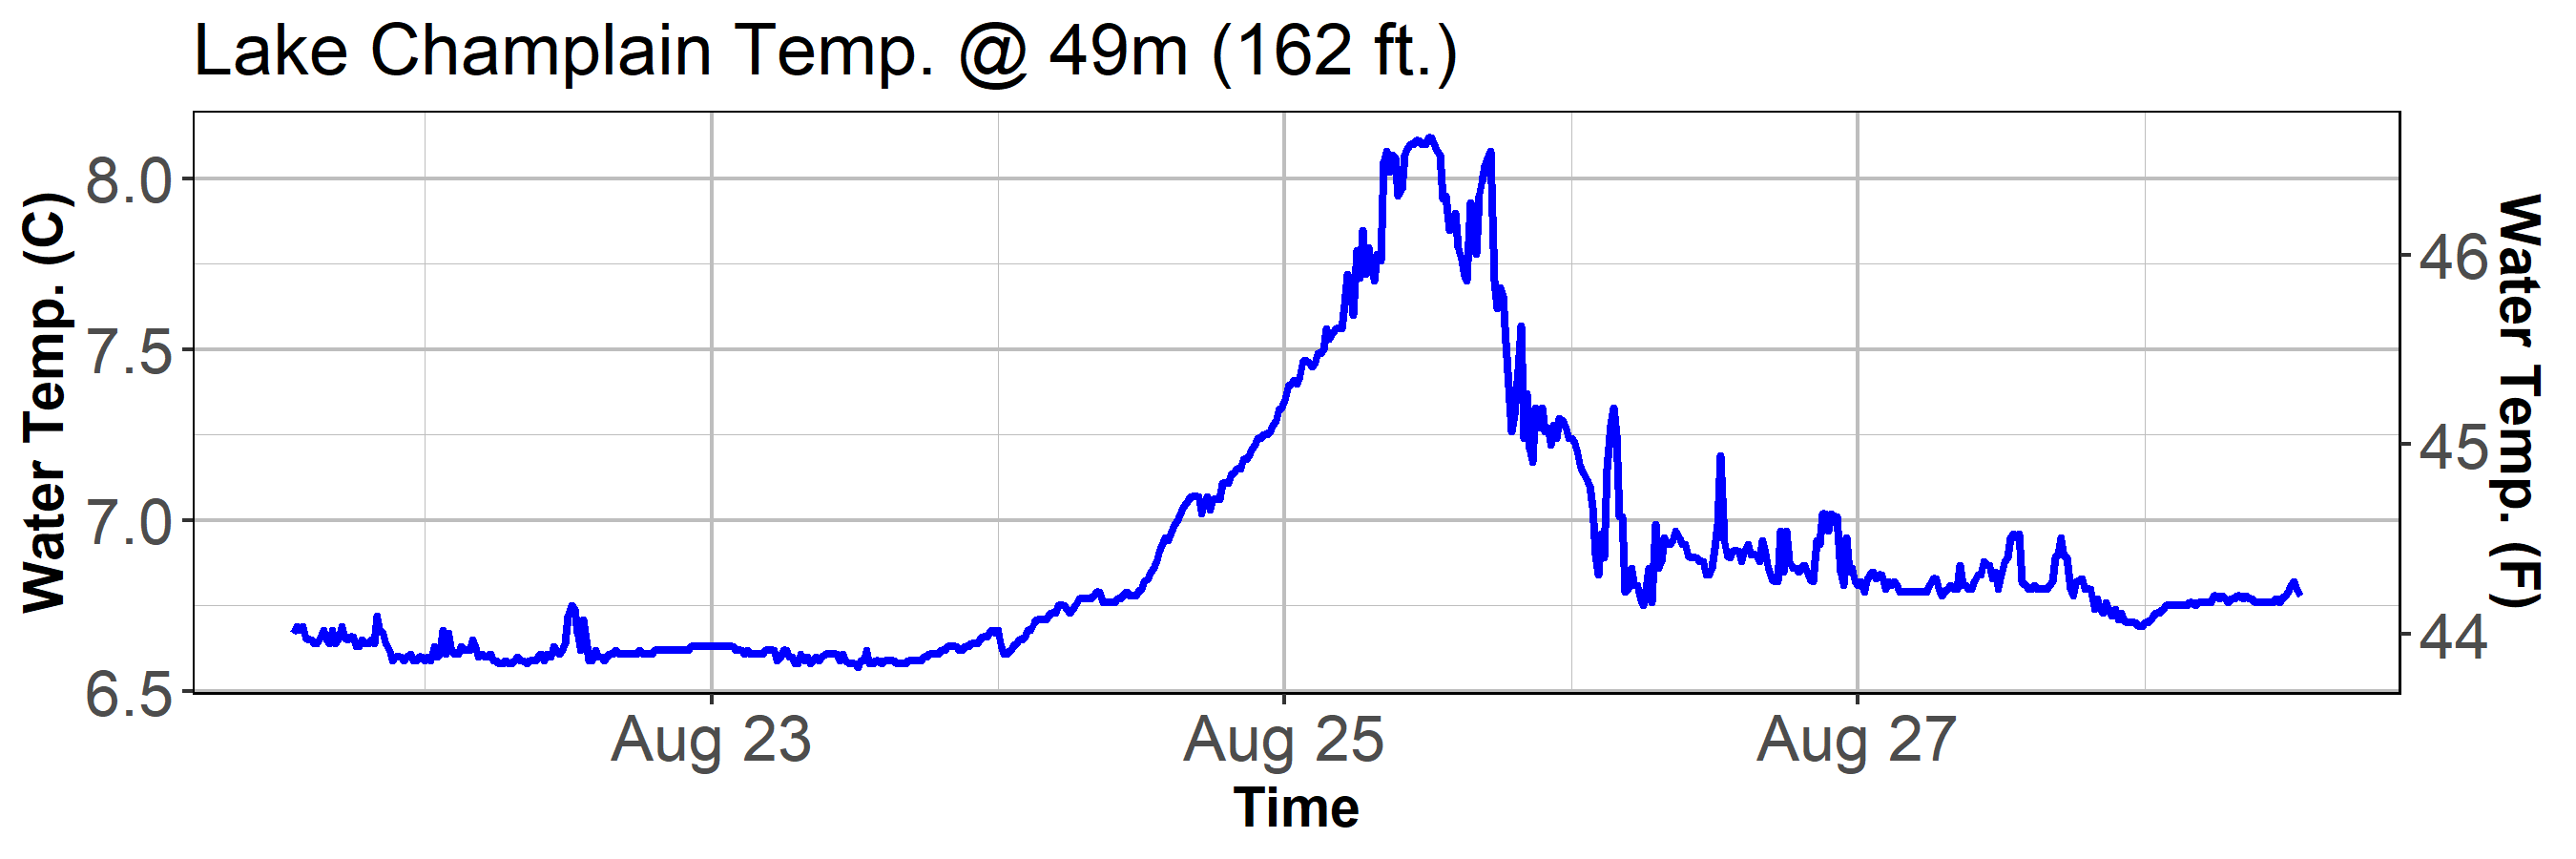 Lake Champlain Temp. @ 49m (162 ft.)
Water Temp. (C)
8.0
7.5
7.0
6.5
46
45
44
Water Temp. (F)
Aug 23
Aug 25
Aug 27
Time